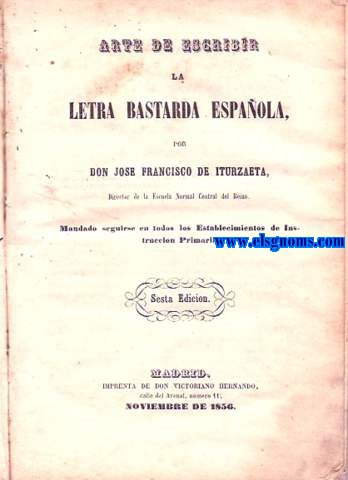 ARTE DE ESCRIBIR
LA
LETRA BASTARDA ESPAÑOLA,
POR
DON JOSE FRANCISCO DE ITURZAETA,
Director de la Escuela Normal Central del Reino.
Mandado seguirse en todos los Establecimientos de Ins-
truccion Primaria
www.elsgnoms.com
Sesta Edicion.
MADRID.
IMPRENTA DE DON VICTORIANO HERNANDO,
calle del Arenal, número 11;
NOVIEMBRE DE 1856.